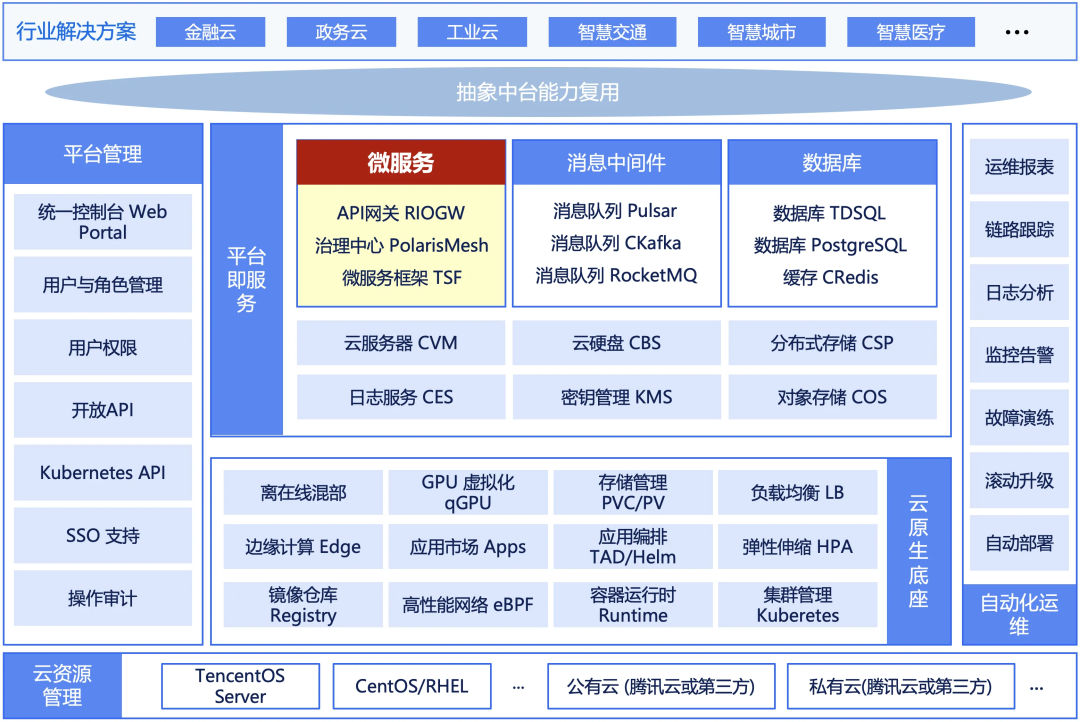 行业解决方案
金融云
政务云
工业云
智慧交通
智慧城市
智慧医疗
...
抽象中台能力复用
平台管理
统一控制台 Web
Portal
用户与角色管理
用户权限
开放API
Kubernetes API
SSO 支持
操作审计
平台
即服
务
微服务
API网关 RIOGW
治理中心 PolarisMesh
微服务框架 TSF
消息中间件
消息队列 Pulsar
消息队列 CKafka
消息队列 RocketMQ
数据库
数据库 TDSQL
数据库 PostgreSQL
缓存 CRedis
云服务器 CVM
云硬盘 CBS
分布式存储 CSP
日志服务 CES
密钥管理 KMS
对象存储 COS
离在线混部
GPU 虚拟化
qGPU
存储管理
PVC/PV
负载均衡 LB
边缘计算 Edge
应用市场 Apps
应用编排
TAD/Helm
弹性伸缩 HPA
镜像仓库
Registry
高性能网络 eBPF
容器运行时
Runtime
集群管理
Kuberetes
云
原
生
底
座
运维报表
链路跟踪
日志分析
监控告警
故障演练
滚动升级
自动部署
自动化运
维
云资源
管理
TencentOS
Server
CentOS/RHEL
...
公有云 (腾讯云或第三方)
私有云(腾讯云或第三方)
...